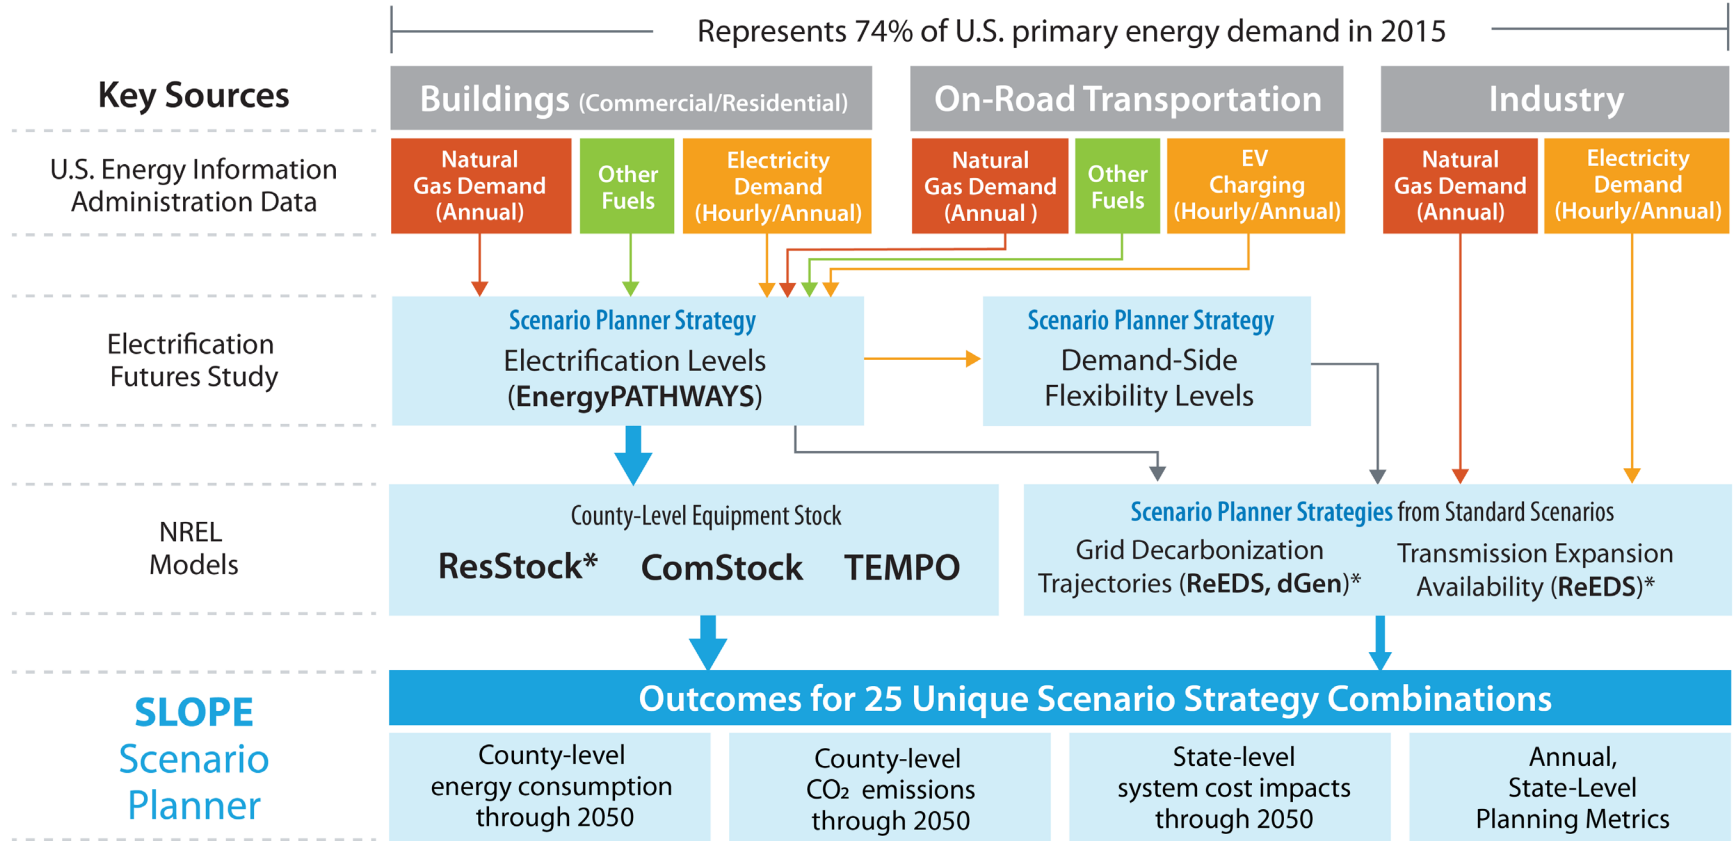 Represents 74% of U.S. primary energy demand in 2015
Key Sources
Buildings (Commercial/Residential)
On-Road Transportation
Industry
U.S. Energy Information
Administration Data
Natural
Gas Demand
(Annual)
Other
Fuels
Electricity
Demand
(Hourly/Annual)
Natural
Gas Demand
(Annual )
Other
Fuels
EV
Charging
(Hourly/Annual)
Natural
Gas Demand
(Annual)
Electricity
Demand
(Hourly/Annual)
Electrification
Futures Study
Scenario Planner Strategy
Electrification Levels
(EnergyPATHWAYS)
Scenario Planner Strategy
Demand-Side
Flexibility Levels
NREL
Models
County-Level Equipment Stock
ResStock* ComStock TEMPO
Scenario Planner Strategies from Standard Scenarios
Grid Decarbonization
Trajectories (ReEDS, dGen)*
Transmission Expansion
Availability (ReEDS)*
SLOPE
Scenario
Planner
Outcomes for 25 Unique Scenario Strategy Combinations
County-level
energy consumption
through 2050
County-level
CO₂ emissions
through 2050
State-level
system cost impacts
through 2050
Annual,
State-Level
Planning Metrics